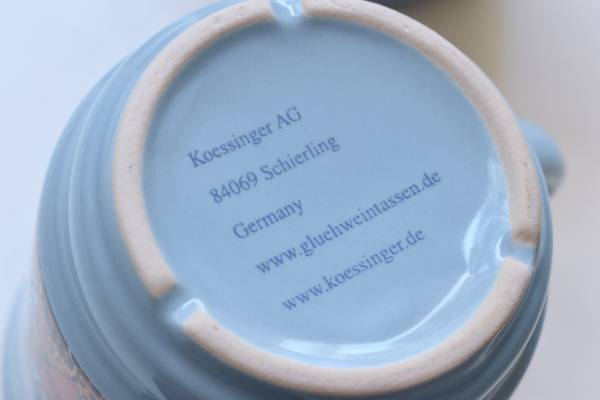 Koessinger AG
84069 Schierling
Germany
www.gluehweintassen.de
www.koessinger.de